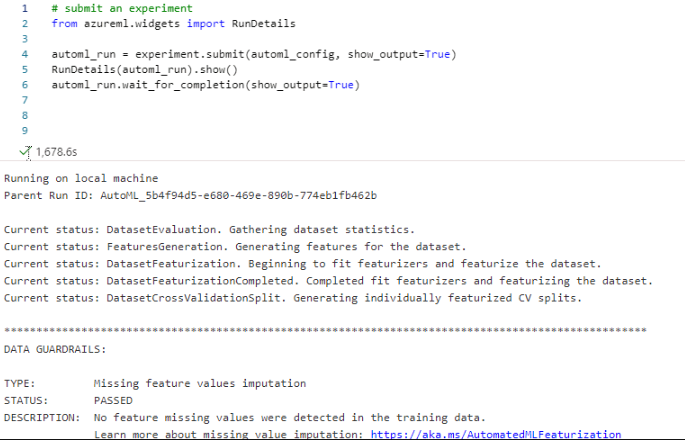 1 # submit an experiment
2 from azureml.widgets import RunDetails
3
4 automl_run = experiment.submit(automl_config, show_output=True)
5 RunDetails(automl_run).show()
6 automl_run.wait_for_completion(show_output=True)
7
8
9
1,678.6s
Running on local machine
Parent Run ID: AutoML_5b4f94d5-e680-469e-890b-774eb1fb462b
Current status: DatasetEvaluation. Gathering dataset statistics.
Current status: FeaturesGeneration. Generating features for the dataset.
Current status: DatasetFeaturization. Beginning to fit featurizers and featurize the dataset.
Current status: DatasetFeaturizationCompleted. Completed fit featurizers and featurizing the dataset.
Current status: DatasetCrossValidationSplit. Generating individually featurized CV splits.
****************************************************************************************************
DATA GUARDRAILS:
TYPE: Missing feature values imputation
STATUS: PASSED
DESCRIPTION: No feature missing values were detected in the training data.
Learn more about missing value imputation: https://aka.ms/AutomatedMLFeaturization